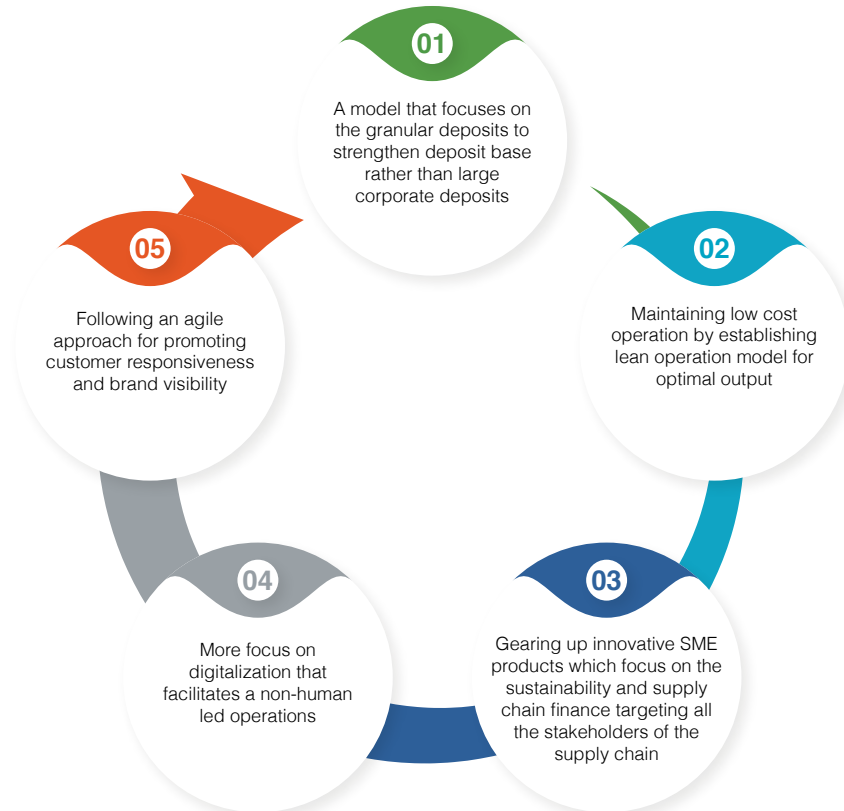 01
A model that focuses on
the granular deposits to
strengthen deposit base
rather than large
corporate deposits
02
Maintaining low cost
operation by establishing
lean operation model for
optimal output
03
Gearing up innovative SME
products which focus on the
sustainability and supply
chain finance targeting all
the stakeholders of the
supply chain
04
More focus on
digitalization that
facilitates a non-human
led operations
05
Following an agile
approach for promoting
customer responsiveness
and brand visibility